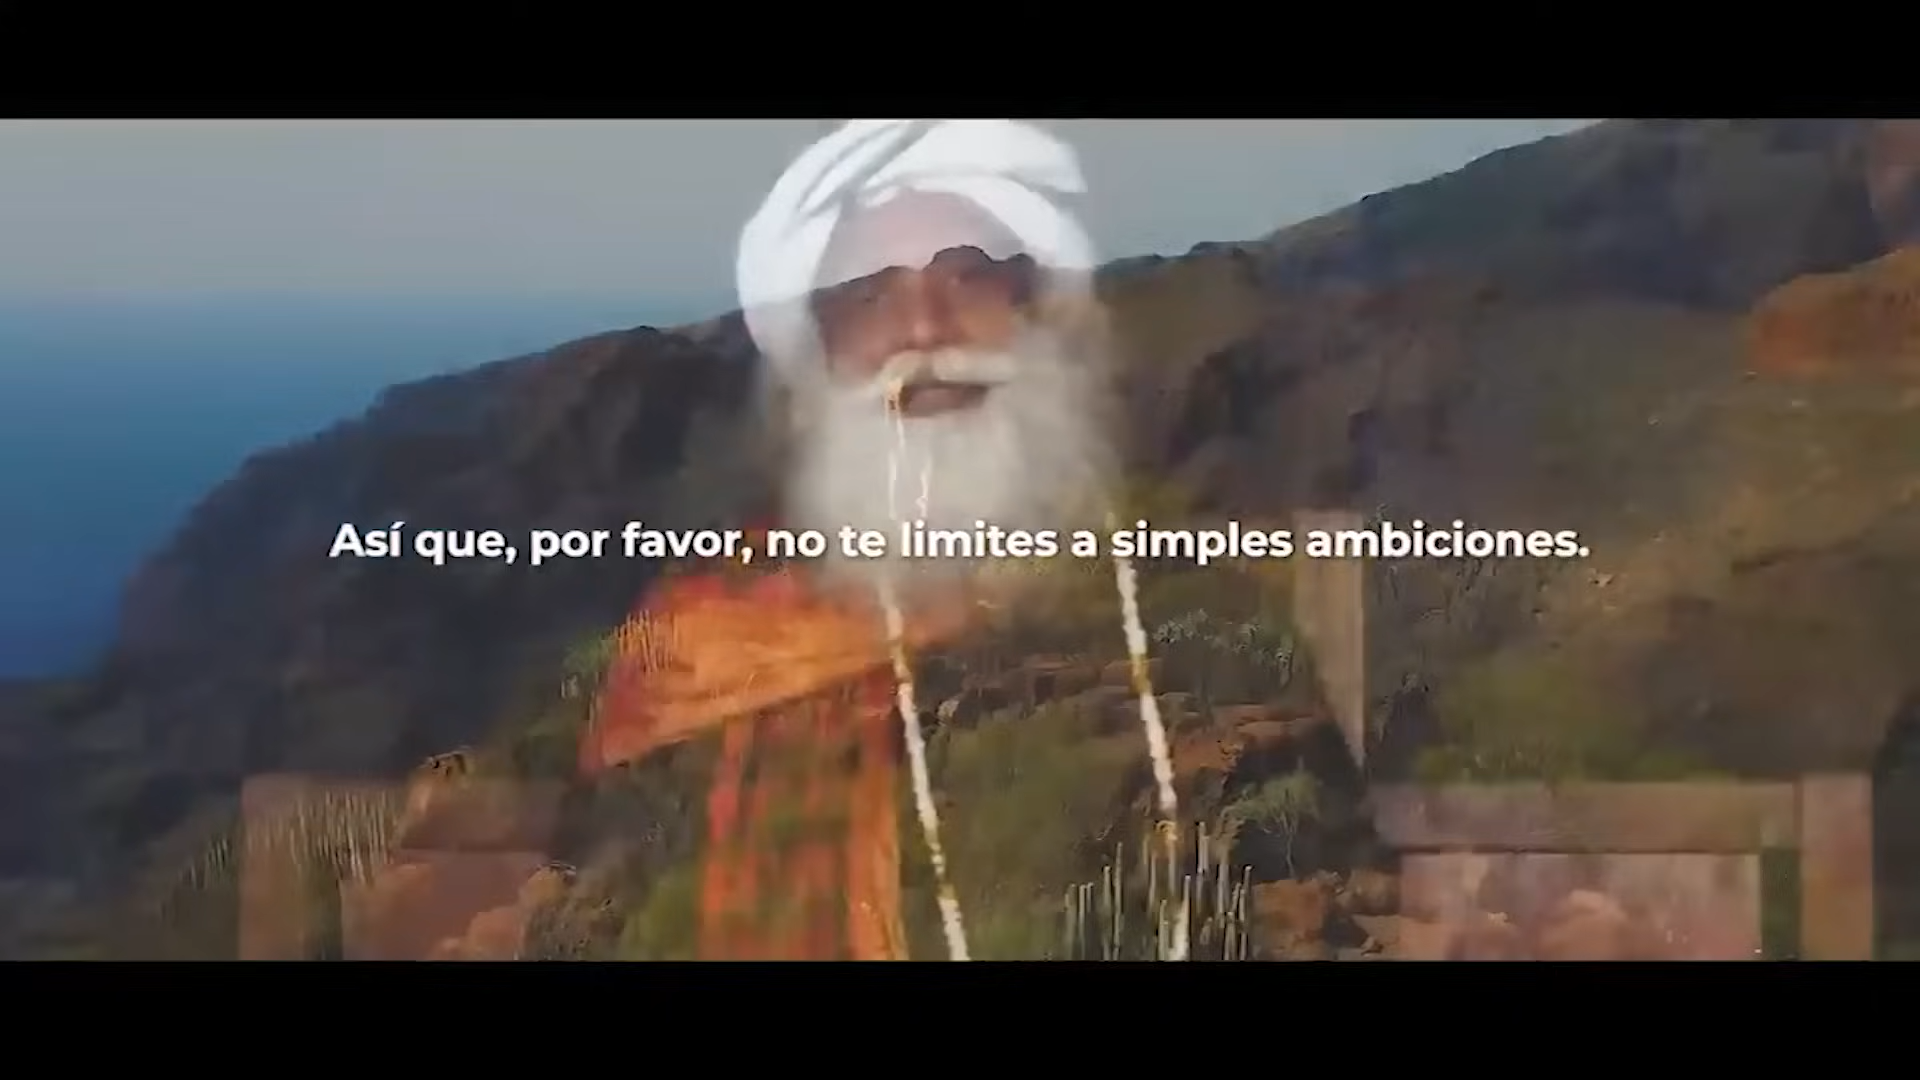 Así que, por favor, no te limites a simples ambiciones.